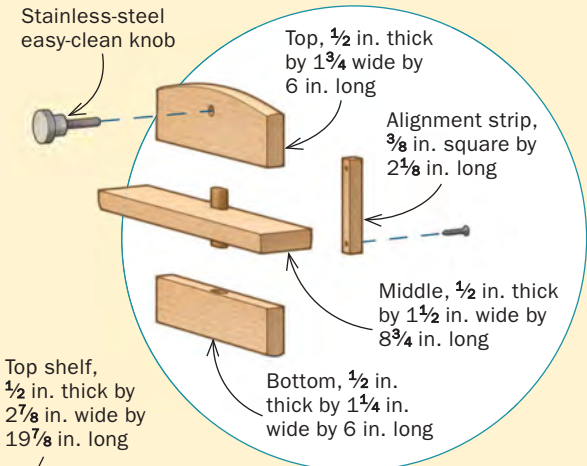 Stainless-steel
easy-clean knob
Top, ½ in. thick
by 1¾ wide by
6 in. long
Alignment strip,
⅜ in. square by
2⅛ in. long
Middle, ½ in. thick
by 1½ in. wide by
8¾ in. long
Bottom, ½ in.
thick by 1¼ in.
wide by 6 in. long
Top shelf,
½ in. thick by
2⅞ in. wide by
19⅞ in. long